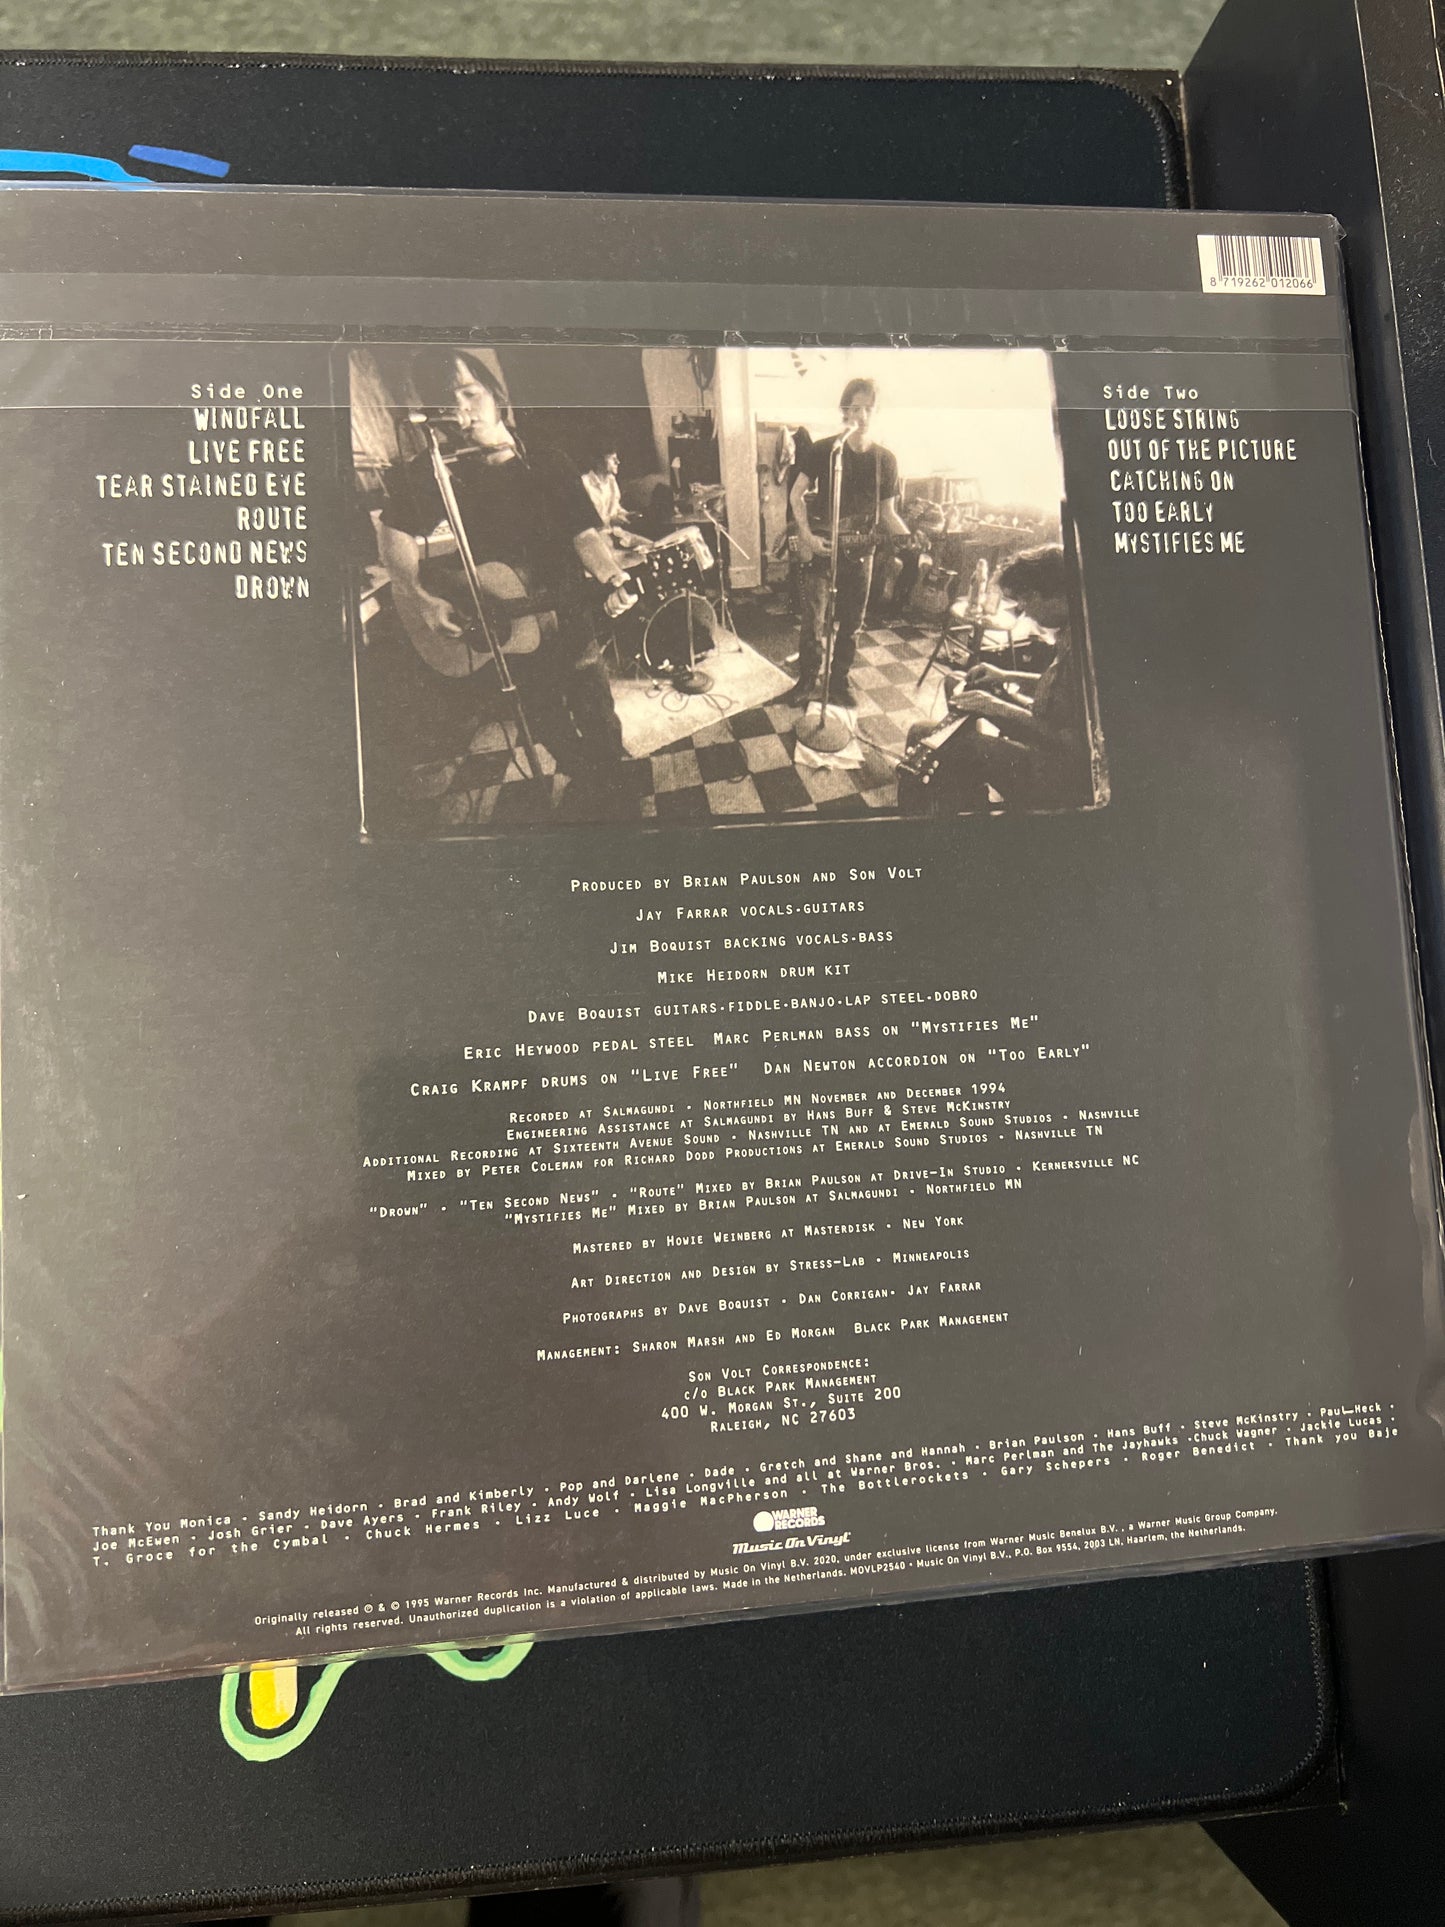 8 719262 012066
Side One
WINDFALL
LIVE FREE
TEAR STAINED EYE
ROUTE
TEN SECOND NEWS
DROWN
Side Two
LOOSE STRING
OUT OF THE PICTURE
CATCHING ON
TOO EARLY
MYSTIFIES ME
PRODUCED BY BRIAN PAULSON AND SON VOLT
JAY FARRAR VOCALS·GUITARS
JIM BOQUIST BACKING VOCALS·BASS
MIKE HEIDORN DRUM KIT
DAVE BOQUIST GUITARS·FIDDLE·BANJO·LAP STEEL·DOBRO
ERIC HEYWOOD PEDAL STEEL MARC PERLMAN BASS ON "MYSTIFIES ME"
CRAIG KRAMPF DRUMS ON "LIVE FREE" DAN NEWTON ACCORDION ON "TOO EARLY"
RECORDED AT SALMAGUNDI · NORTHFIELD MN NOVEMBER AND DECEMBER 1994
ENGINEERING ASSISTANCE AT SALMAGUNDI BY HANS BUFF & STEVE MCKINSTRY
ADDITIONAL RECORDING AT SIXTEENTH AVENUE SOUND · NASHVILLE TN AND AT EMERALD SOUND STUDIOS · NASHVILLE
MIXED BY PETER COLEMAN FOR RICHARD DODD PRODUCTIONS AT EMERALD SOUND STUDIOS · NASHVILLE TN
"DROWN" · "TEN SECOND NEWS" · "ROUTE" MIXED BY BRIAN PAULSON AT DRIVE-IN STUDIO · KERNERSVILLE NC
"MYSTIFIES ME" MIXED BY BRIAN PAULSON AT SALMAGUNDI · NORTHFIELD MN
MASTERED BY HOWIE WEINBERG AT MASTERDISK · NEW YORK
ART DIRECTION AND DESIGN BY STRESS-LAB · MINNEAPOLIS
PHOTOGRAPHS BY DAVE BOQUIST · DAN CORRIGAN· JAY FARRAR
MANAGEMENT: SHARON MARSH AND ED MORGAN BLACK PARK MANAGEMENT
SON VOLT CORRESPONDENCE:
C/O BLACK PARK MANAGEMENT
400 W. MORGAN ST., SUITE 200
RALEIGH, NC 27603
Thank You Monica · Sandy Heidorn · Brad and Kimberly · Pop and Darlene · Dade · Gretch and Shane and Hannah · Brian Paulson · Hans Buff · Steve McKinstry · Paul Heck ·
Joe McEwen · Josh Grier · Dave Ayers · Frank Riley · Andy Wolf · Lisa Longville and all at Warner Bros. · Marc Perlman and The Jayhawks ·Chuck Wagner · Jackie Lucas ·
T. Groce for the Cymbal · Chuck Hermes · Lizz Luce · Maggie MacPherson · The Bottlerockets · Gary Schepers · Roger Benedict · Thank you Baje
WARNER
RECORDS
Music On Vinyl
Originally released ℗ & © 1995 Warner Records Inc. Manufactured & distributed by Music On Vinyl B.V. 2020, under exclusive license from Warner Music Benelux B.V. , a Warner Music Group Company.
All rights reserved. Unauthorized duplication is a violation of applicable laws. Made in the Netherlands. MOVLP2540 · Music On Vinyl B.V., P.O. Box 9554, 2003 LN, Haarlem, the Netherlands.